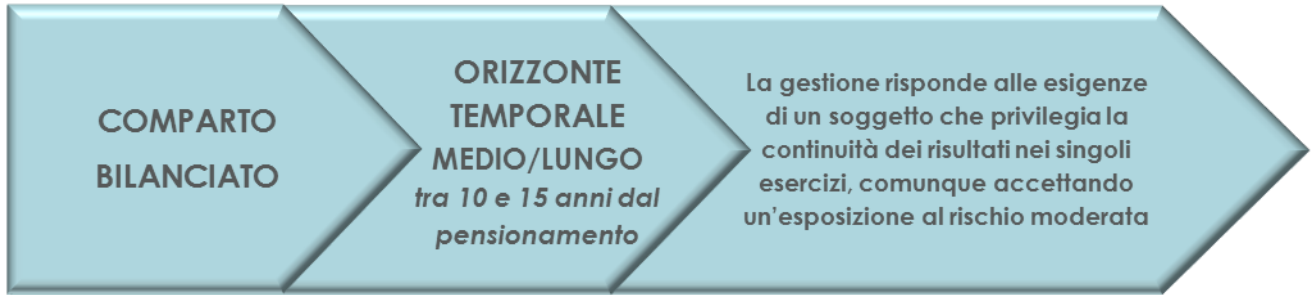 COMPARTO
BILANCIATO
ORIZZONTE
TEMPORALE
MEDIO/LUNGO
tra 10 e 15 anni dal
pensionamento
La gestione risponde alle esigenze
di un soggetto che privilegia la
continuità dei risultati nei singoli
esercizi, comunque accettando
un'esposizione al rischio moderata